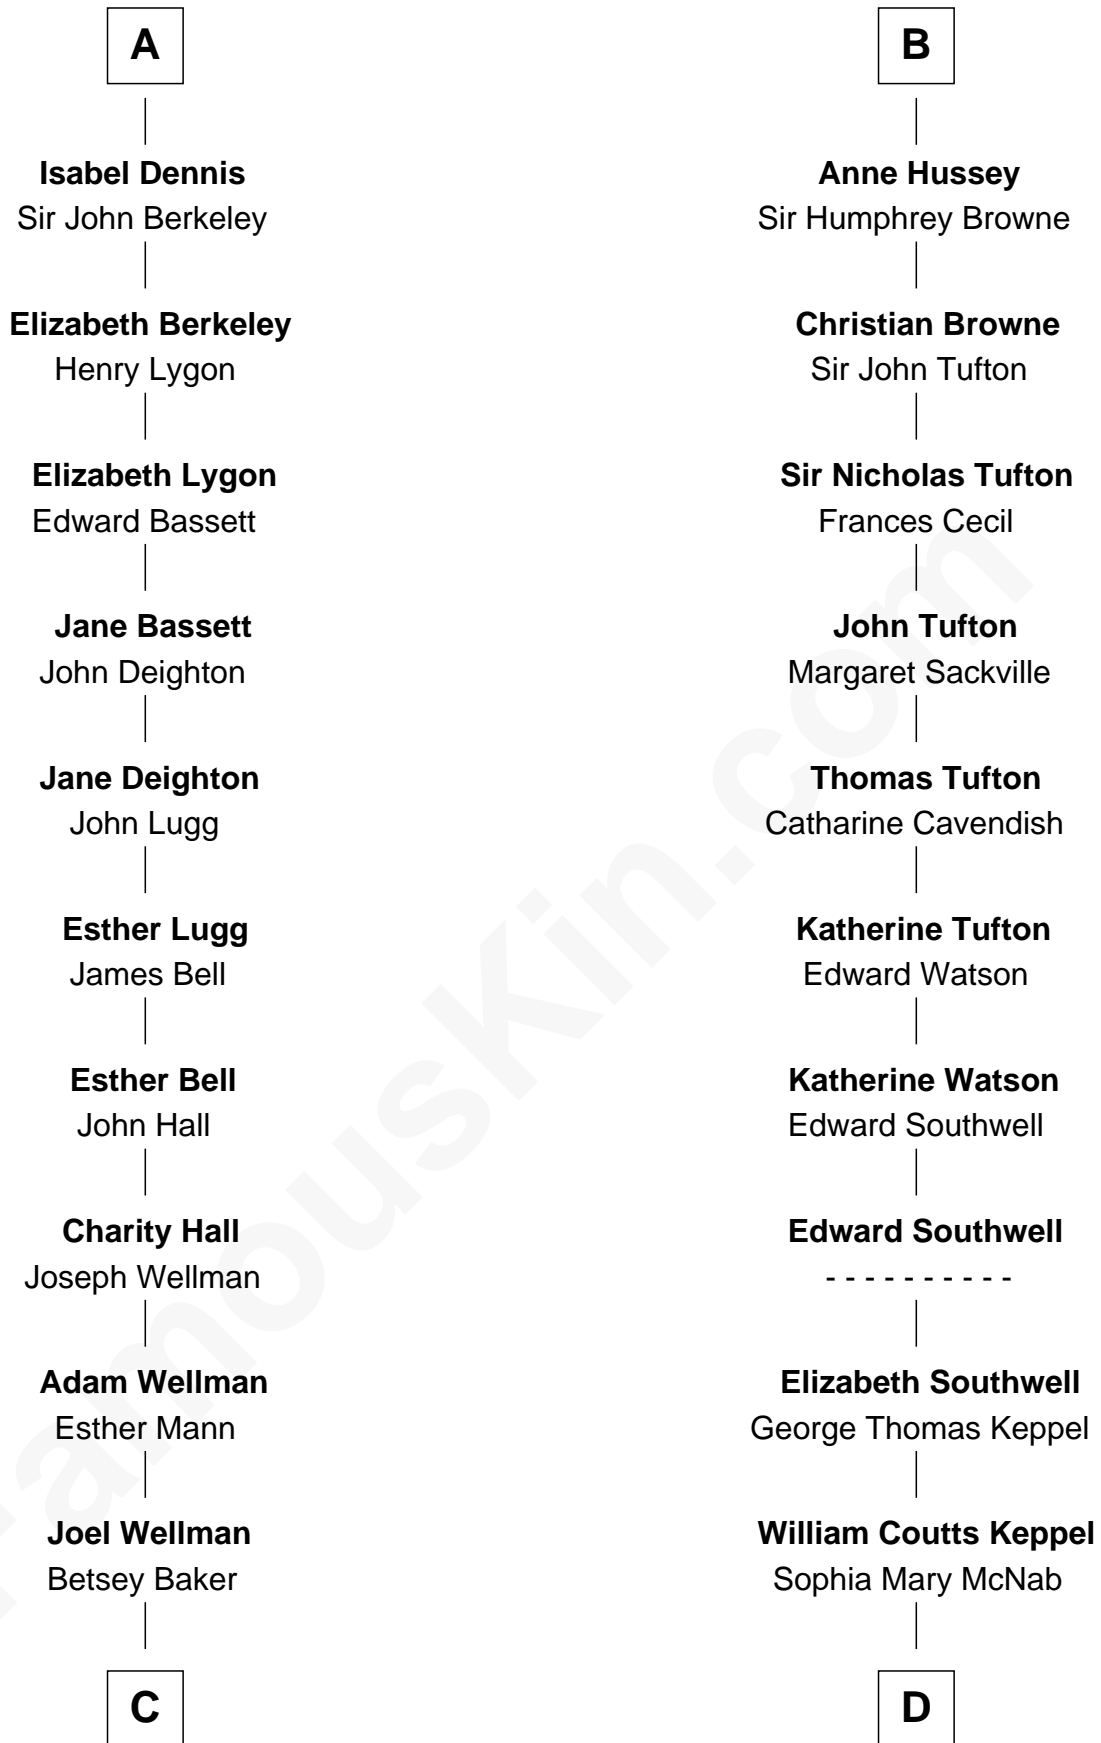 A
Isabel Dennis
Sir John Berkeley
Elizabeth Berkeley
Henry Lygon
Elizabeth Lygon
Edward Bassett
Jane Bassett
John Deighton
Jane Deighton
John Lugg
Esther Lugg
James Bell
Esther Bell
John Hall
Charity Hall
Joseph Wellman
Adam Wellman
Esther Mann
Joel Wellman
Betsey Baker
C
B
Anne Hussey
Sir Humphrey Browne
Christian Browne
Sir John Tufton
Sir Nicholas Tufton
Frances Cecil
John Tufton
Margaret Sackville
Thomas Tufton
Catharine Cavendish
Katherine Tufton
Edward Watson
Katherine Watson
Edward Southwell
Edward Southwell
- - - - - - - - - -
Elizabeth Southwell
George Thomas Keppel
William Coutts Keppel
Sophia Mary McNab
D
FamousKin.com